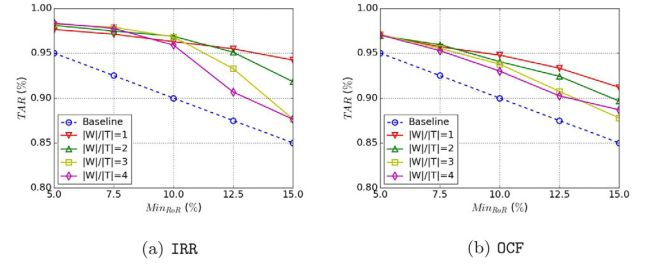 1.00
0.95
0.90
0.85
0.80
TAR (%)
Baseline
|W|/|T|=1
|W|/|T|=2
|W|/|T|=3
|W|/|T|=4
5.0 7.5 10.0 12.5 15.0
Min_RoR (%)
(a) IRR
1.00
0.95
0.90
0.85
0.80
TAR (%)
Baseline
|W|/|T|=1
|W|/|T|=2
|W|/|T|=3
|W|/|T|=4
5.0 7.5 10.0 12.5 15.0
Min_RoR (%)
(b) OCF